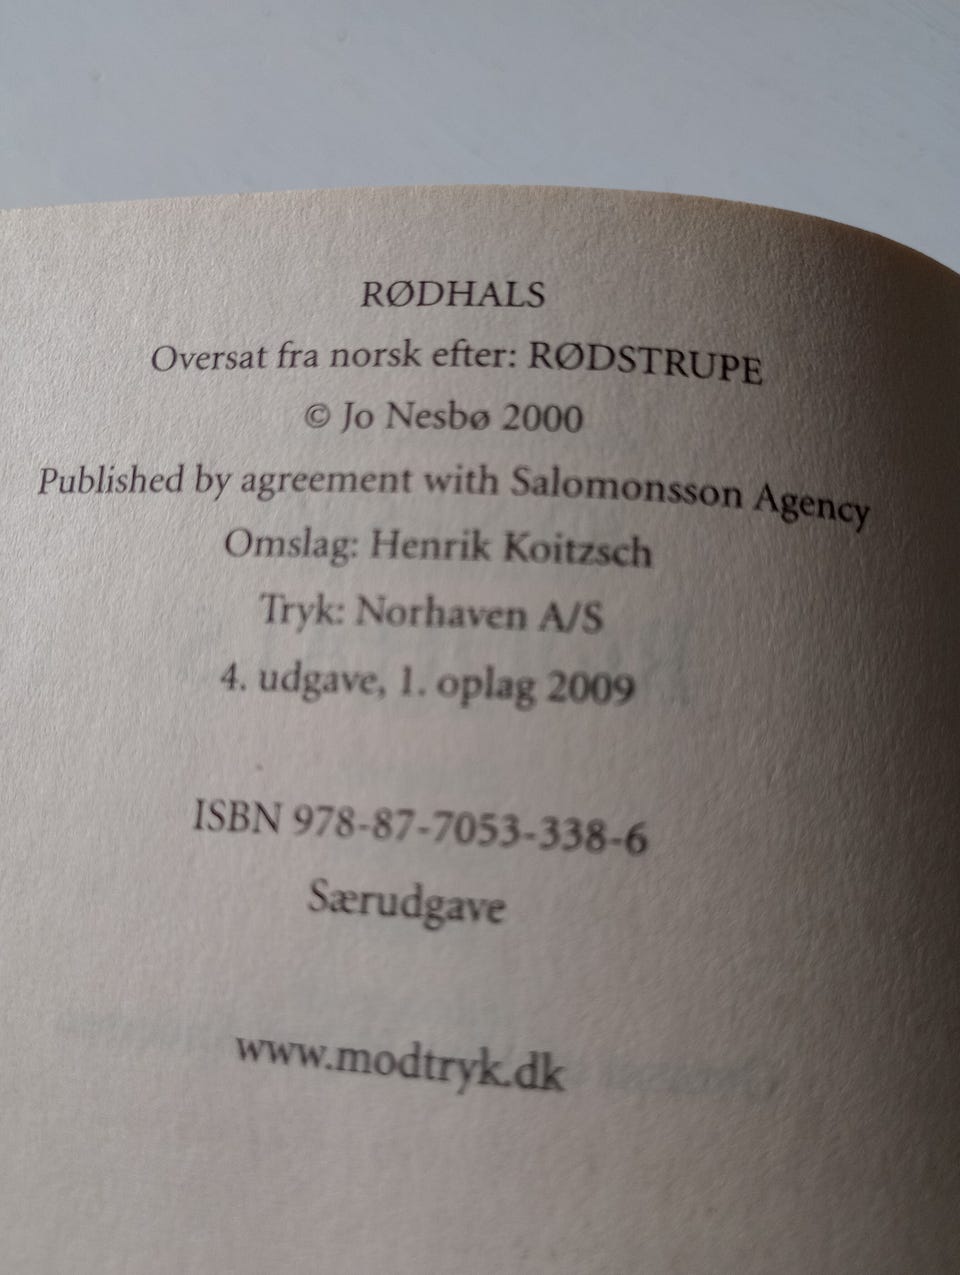 RØDHALS
Oversat fra norsk efter: RØDSTRUPE
© Jo Nesbø 2000
Published by agreement with Salomonsson Agency
Omslag: Henrik Koitzsch
Tryk: Norhaven A/S
4. udgave, 1. oplag 2009
ISBN 978-87-7053-338-6
Særudgave
www.modtryk.dk